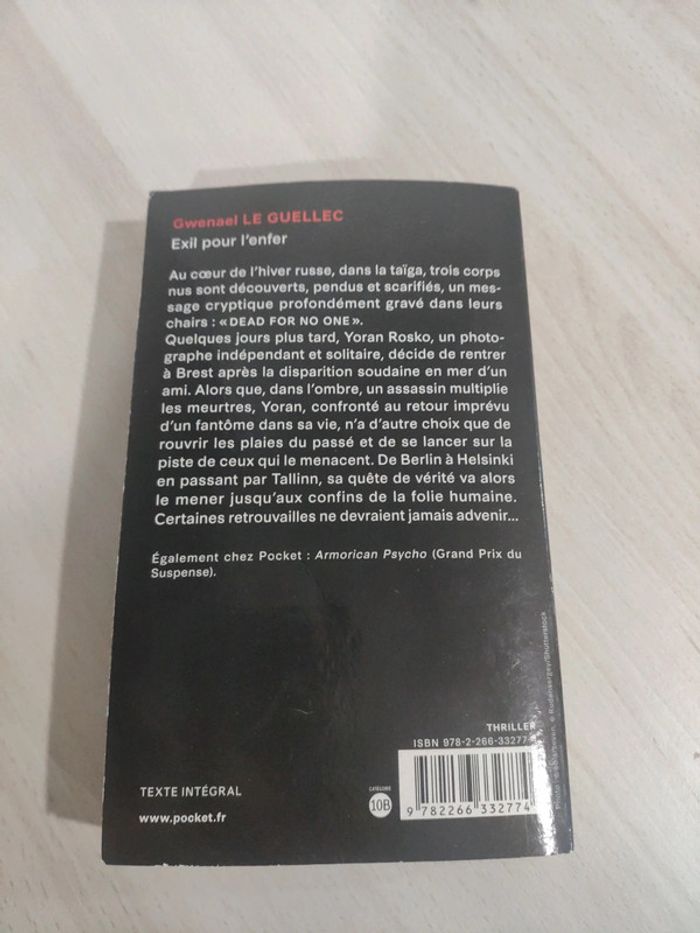 Gwenael LE GUELLEC
Exil pour l'enfer
Au cœur de l'hiver russe, dans la taïga, trois corps
nus sont découverts, pendus et scarifiés, un mes-
sage cryptique profondément gravé dans leurs
chairs : « DEAD FOR NO ONE ».
Quelques jours plus tard, Yoran Rosko, un photo-
graphe indépendant et solitaire, décide de rentrer
à Brest après la disparition soudaine en mer d'un
ami. Alors que, dans l'ombre, un assassin multiplie
les meurtres, Yoran, confronté au retour imprévu
d'un fantôme dans sa vie, n'a d'autre choix que de
rouvrir les plaies du passé et de se lancer sur la
piste de ceux qui le menacent. De Berlin à Helsinki
en passant par Tallinn, sa quête de vérité va alors
le mener jusqu'aux confins de la folie humaine.
Certaines retrouvailles ne devraient jamais advenir...
Également chez Pocket : Armorican Psycho (Grand Prix du
Suspense).
THRILLER
ISBN 978-2-266-33277-
TEXTE INTÉGRAL
www.pocket.fr
CATÉGORIE
10B
9 782266 332774
/Shutterstock